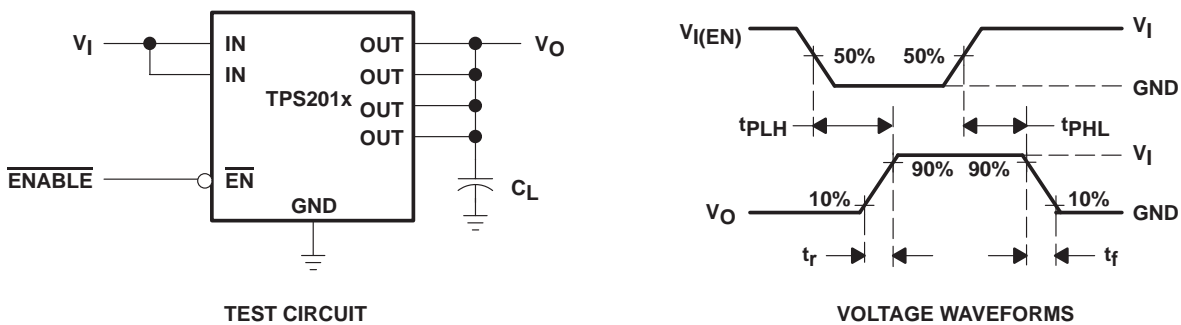 V_I
IN
OUT
V_O
IN
OUT
TPS201x
OUT
OUT
ENABLE
EN
C_L
GND
TEST CIRCUIT
V_I(EN)
50%
50%
V_I
GND
t_PLH
t_PHL
V_I
90%
90%
10%
10%
V_O
GND
t_r
t_f
VOLTAGE WAVEFORMS